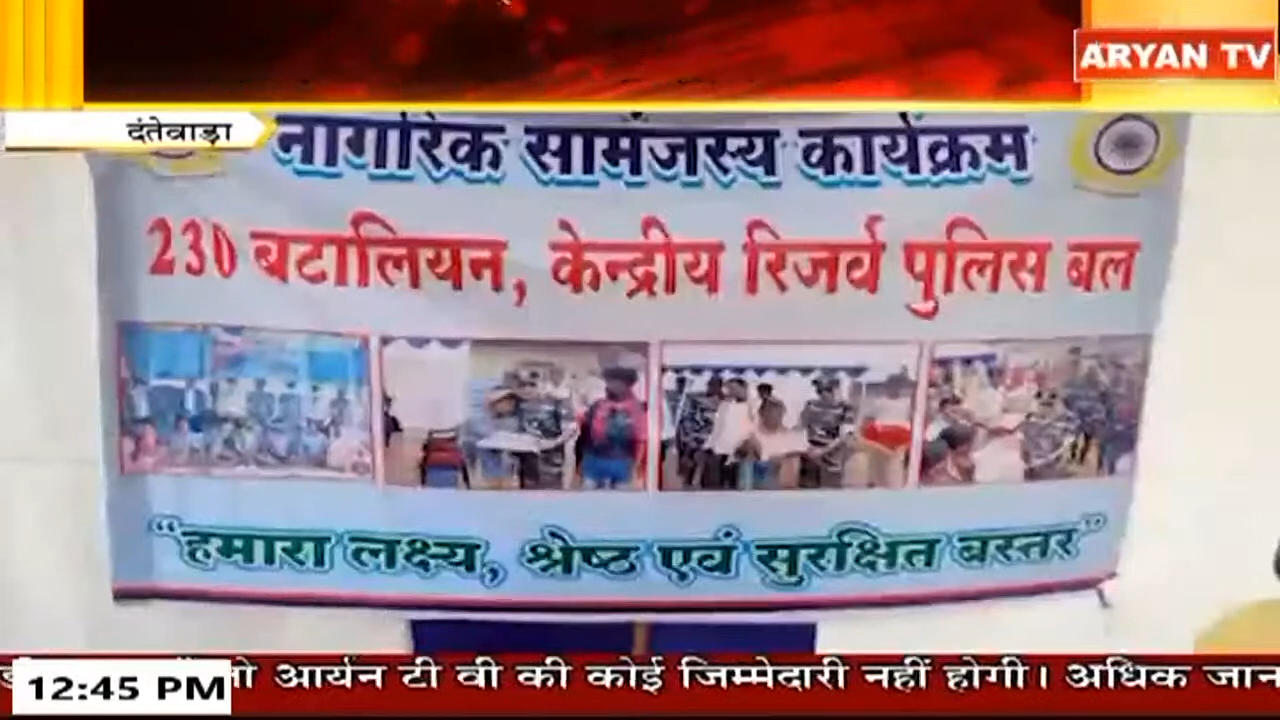 ARYAN TV
दंतेवाड़ा
नागरिक सामंजस्य कार्यक्रम
230 बटालियन, केन्द्रीय रिजर्व पुलिस बल
"हमारा लक्ष्य, श्रेष्ठ एवं सुरक्षित बस्तर"
12:45 PM
आर्यन टी वी की कोई जिम्मेदारी नहीं होगी। अधिक